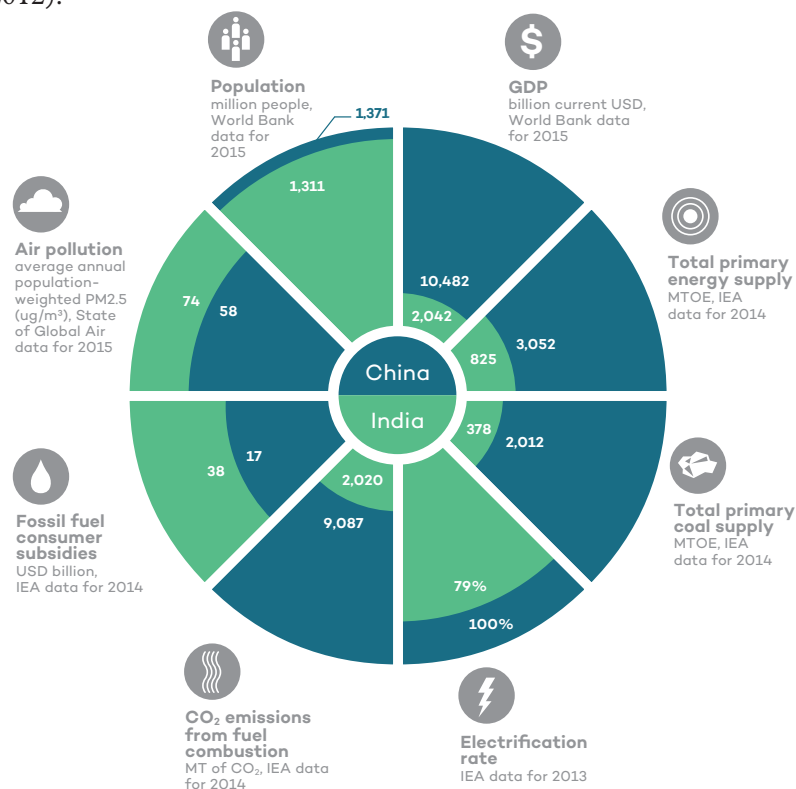 Population
million people,
World Bank
data for
2015
1,371
1,311
$
GDP
billion current USD,
World Bank data
for 2015
10,482
2,042
Total primary
energy supply
MTOE, IEA
data for 2014
3,052
825
Total primary
coal supply
MTOE, IEA
data for 2014
378
2,012
Electrification
rate
IEA data for 2013
79%
100%
CO₂ emissions
from fuel
combustion
MT of CO₂, IEA data
for 2014
2,020
9,087
Fossil fuel
consumer
subsidies
USD billion,
IEA data for 2014
38
17
Air pollution
average annual
population-
weighted PM2.5
(ug/m³), State
of Global Air
data for 2015
74
58
China
India